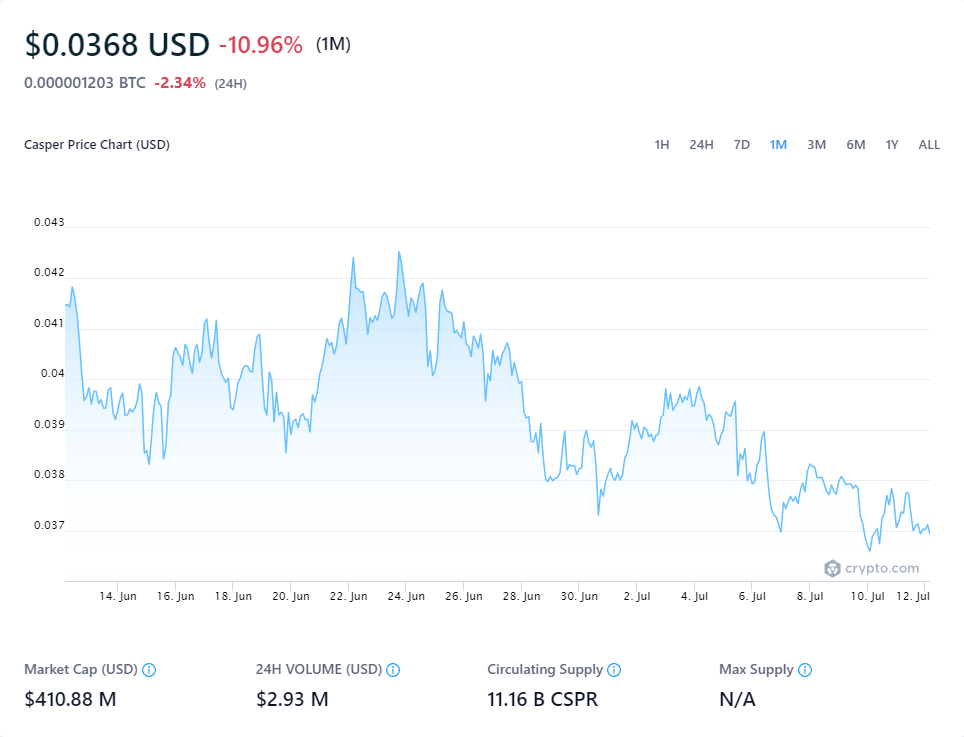 $0.0368 USD -10.96% (1M)
0.000001203 BTC -2.34% (24H)
Casper Price Chart (USD) 1H 24H 7D 1M 3M 6M 1Y ALL
0.043
0.042
0.041
0.04
0.039
0.038
0.037
crypto.com
14. Jun 16. Jun 18. Jun 20. Jun 22. Jun 24. Jun 26. Jun 28. Jun 30. Jun 2. Jul 4. Jul 6. Jul 8. Jul 10. Jul 12. Jul
Market Cap (USD) 24H VOLUME (USD) Circulating Supply Max Supply
$410.88 M $2.93 M 11.16 B CSPR N/A